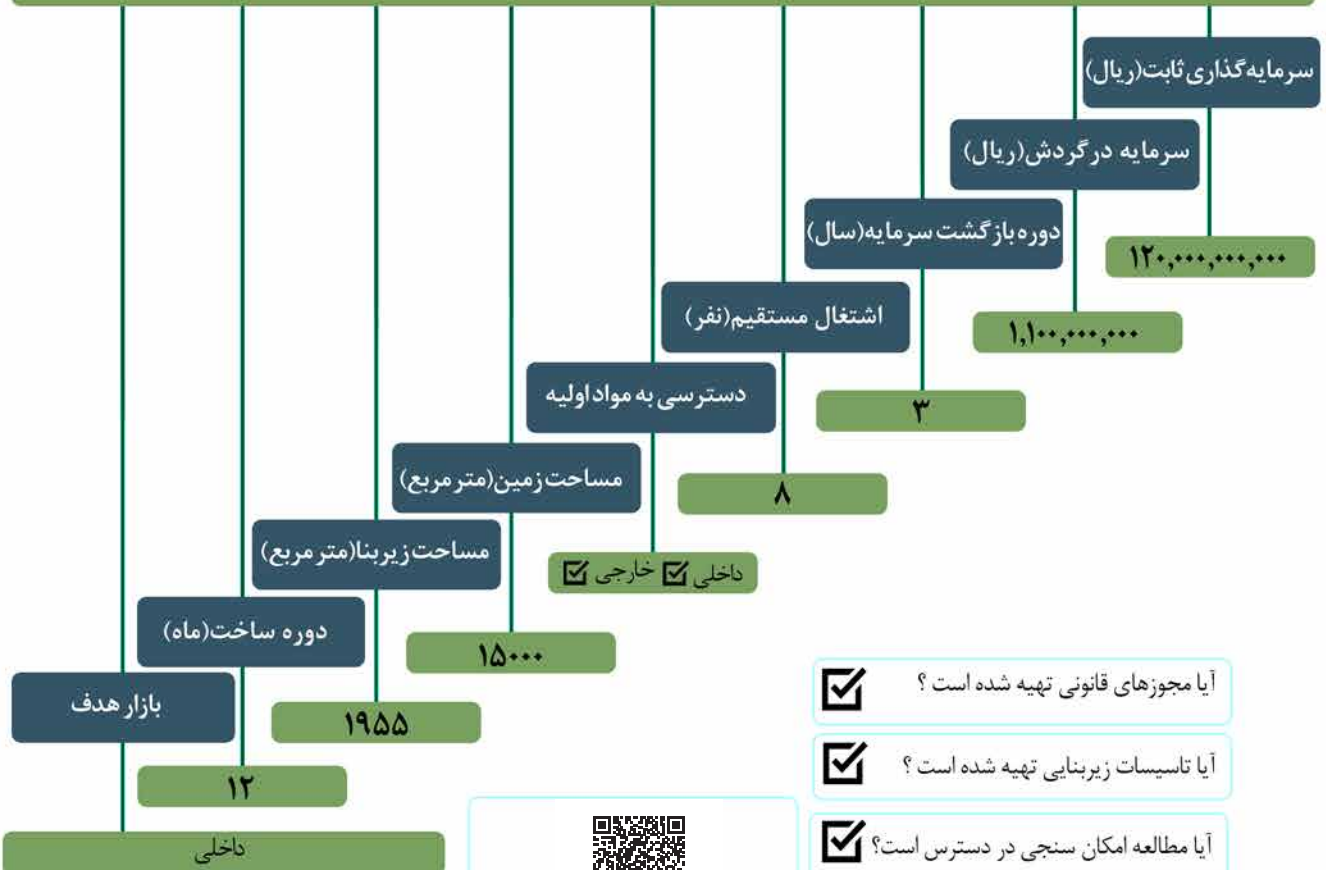 سرمایه‌گذاری ثابت(ریال)
۱۲۰,۰۰۰,۰۰۰,۰۰۰
سرمایه در گردش(ریال)
۱,۱۰۰,۰۰۰,۰۰۰
دوره بازگشت سرمایه(سال)
۳
اشتغال مستقیم(نفر)
۸
دسترسی به مواد اولیه
داخلی ☑ خارجی ☑
مساحت زمین(متر مربع)
۱۵۰۰۰
مساحت زیربنا(متر مربع)
۱۹۵۵
دوره ساخت(ماه)
۱۲
بازار هدف
داخلی
آیا مجوزهای قانونی تهیه شده است ؟ ☑
آیا تاسیسات زیربنایی تهیه شده است ؟ ☑
آیا مطالعه امکان سنجی در دسترس است؟ ☑